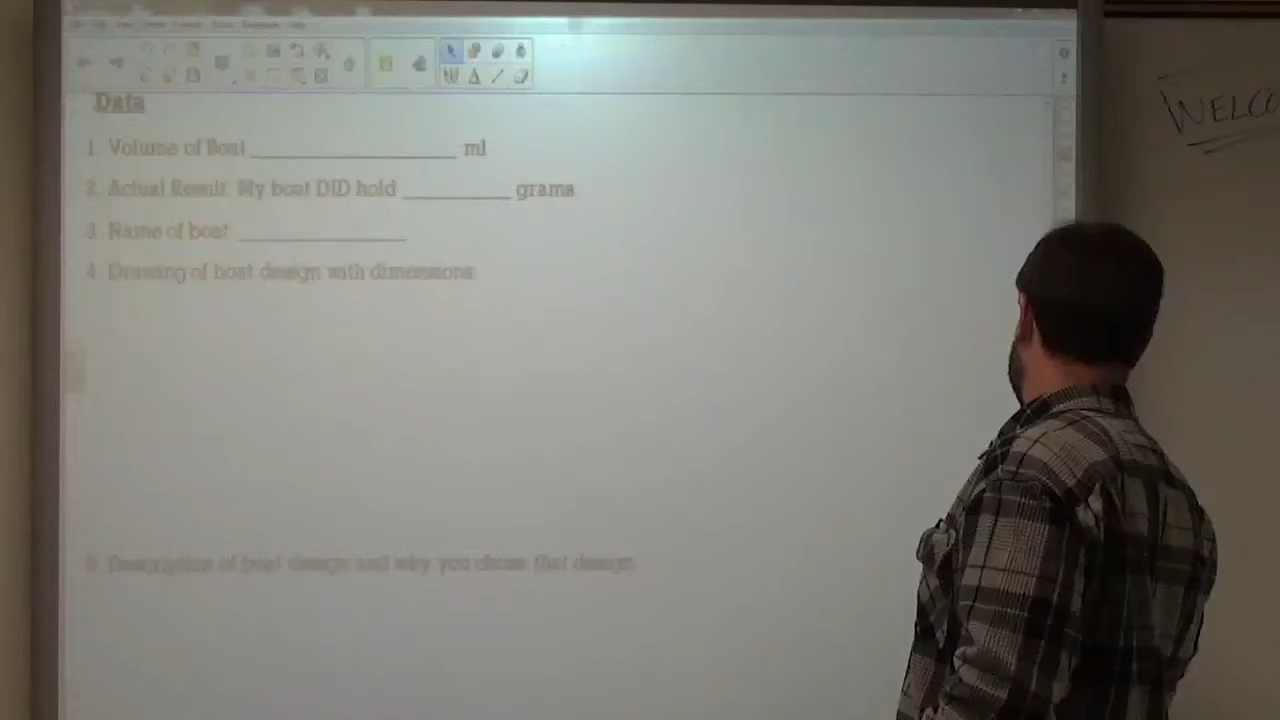 Data
1. Volume of Boat ________________ ml
2. Actual Result: My boat DID hold _________ grams
3. Name of boat: ______________
4. Drawing of boat design with dimensions
5. Description of boat design and why you chose that design
WELCO